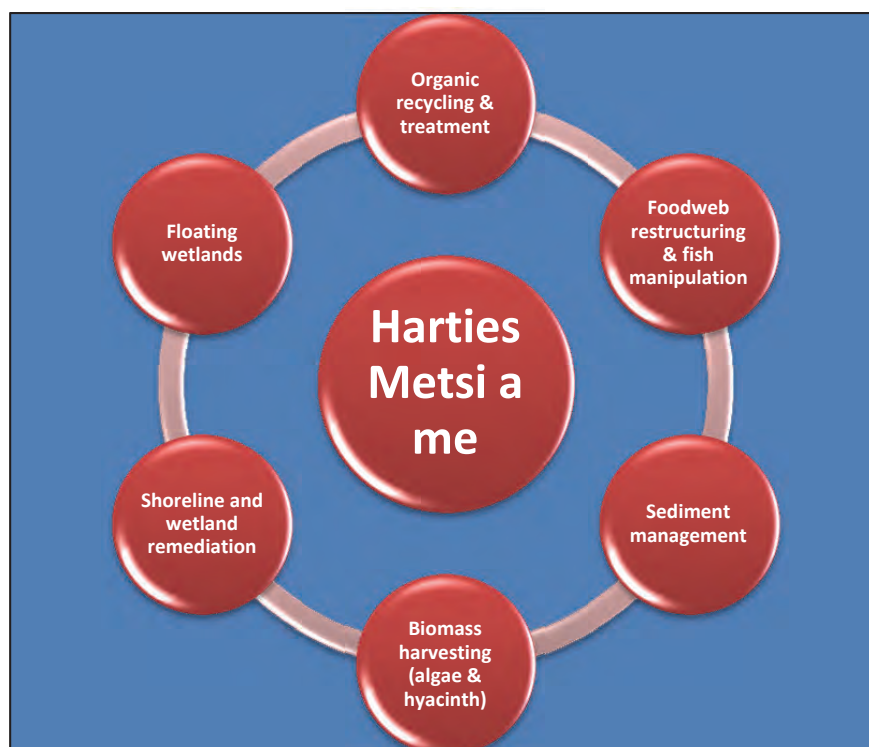 Organic
recycling &
treatment
Foodweb
restructuring
& fish
manipulation
Sediment
management
Biomass
harvesting
(algae &
hyacinth)
Shoreline and
wetland
remediation
Floating
wetlands
Harties
Metsi a
me